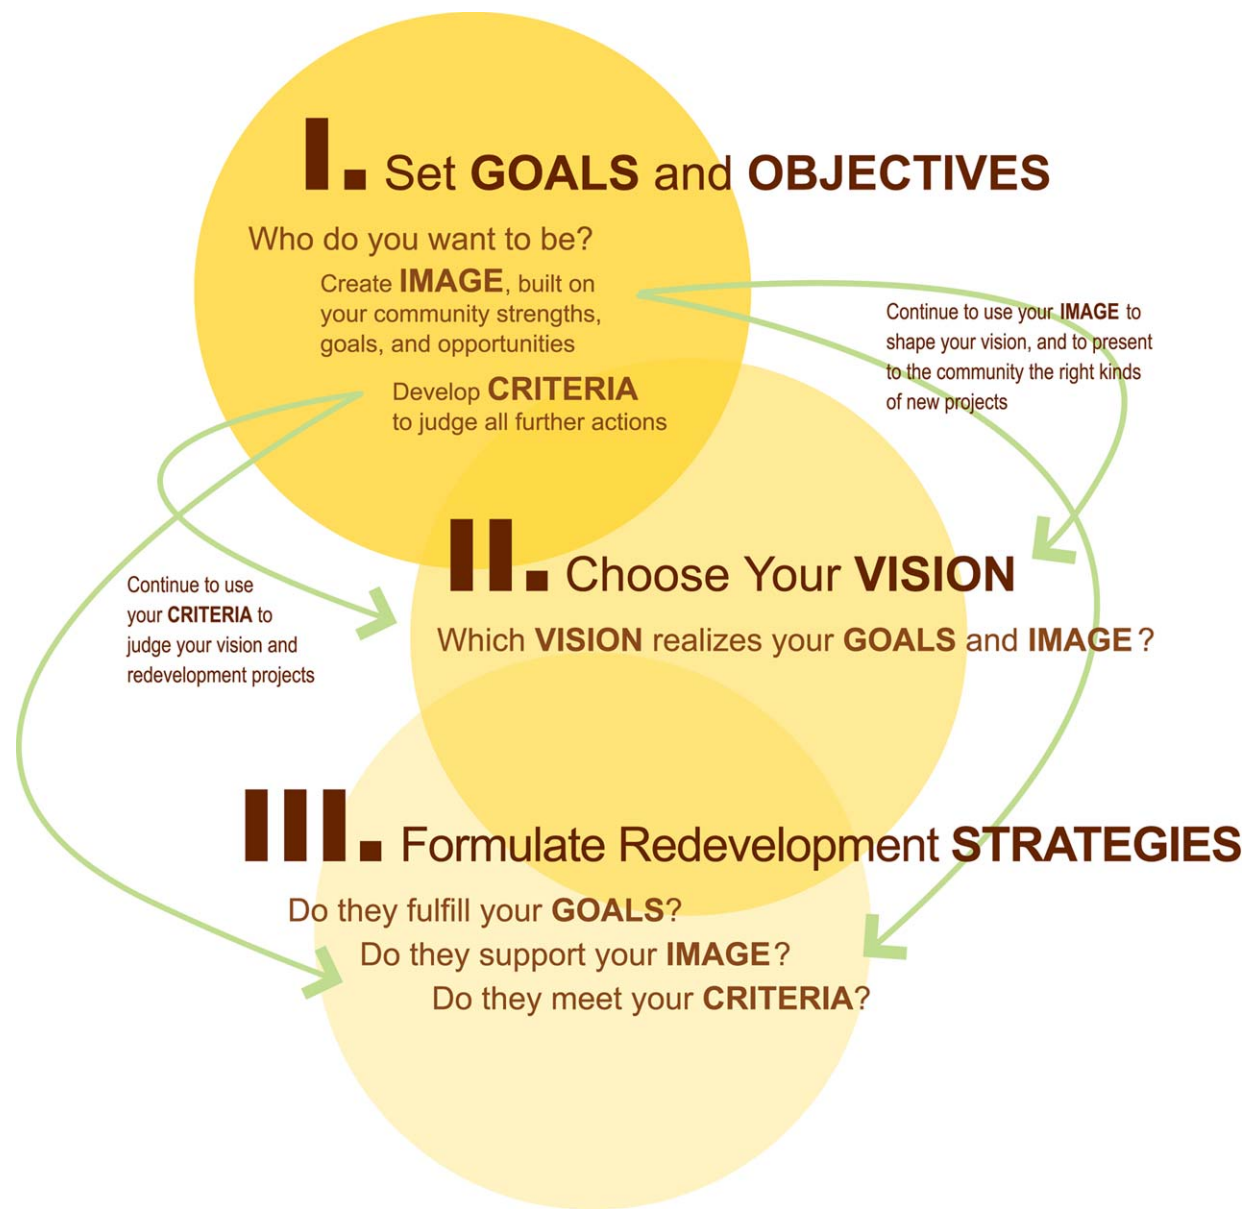 I. Set GOALS and OBJECTIVES
Who do you want to be?
Create IMAGE, built on
your community strengths,
goals, and opportunities
Develop CRITERIA
to judge all further actions
Continue to use your IMAGE to
shape your vision, and to present
to the community the right kinds
of new projects
II. Choose Your VISION
Which VISION realizes your GOALS and IMAGE?
Continue to use
your CRITERIA to
judge your vision and
redevelopment projects
III. Formulate Redevelopment STRATEGIES
Do they fulfill your GOALS?
Do they support your IMAGE?
Do they meet your CRITERIA?